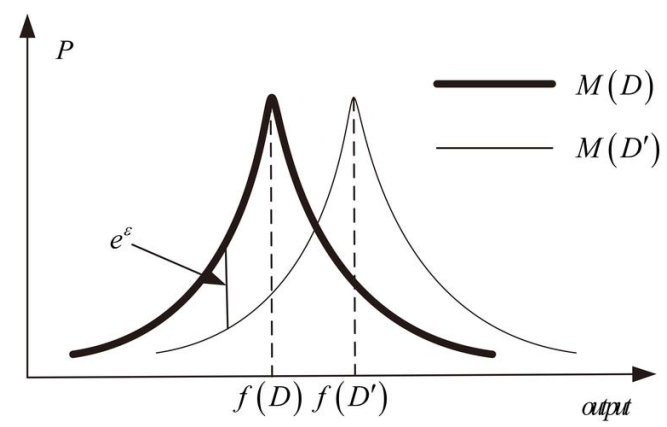 P
M(D)
M(D′)
e^ε
f(D) f(D′)
output